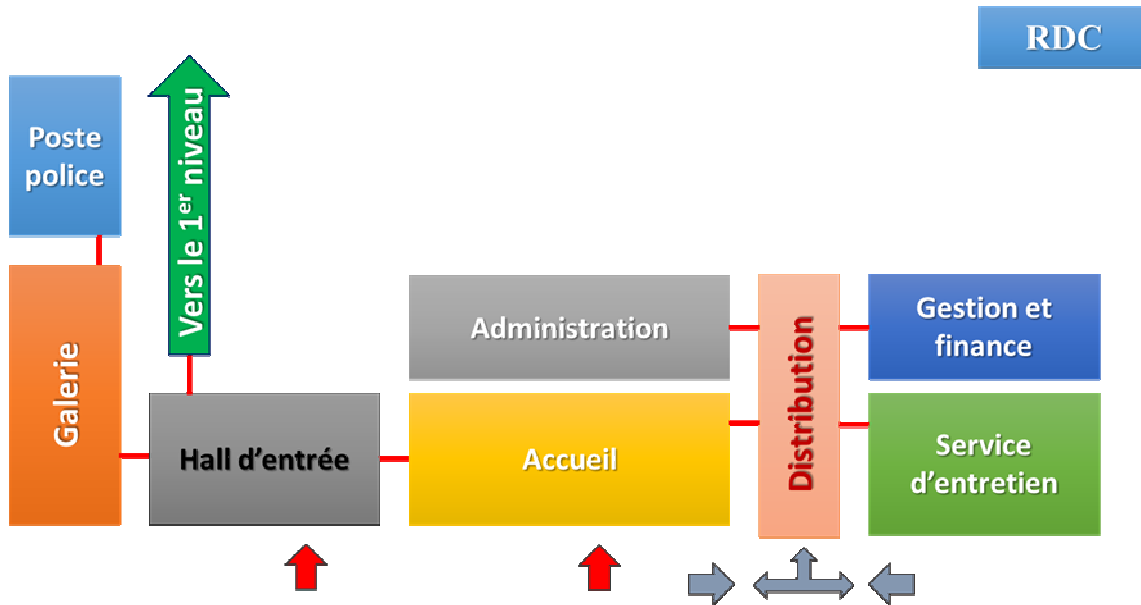 RDC
Poste
police
Vers le 1er niveau
Galerie
Hall d'entrée
Administration
Accueil
Distribution
Gestion et
finance
Service
d'entretien